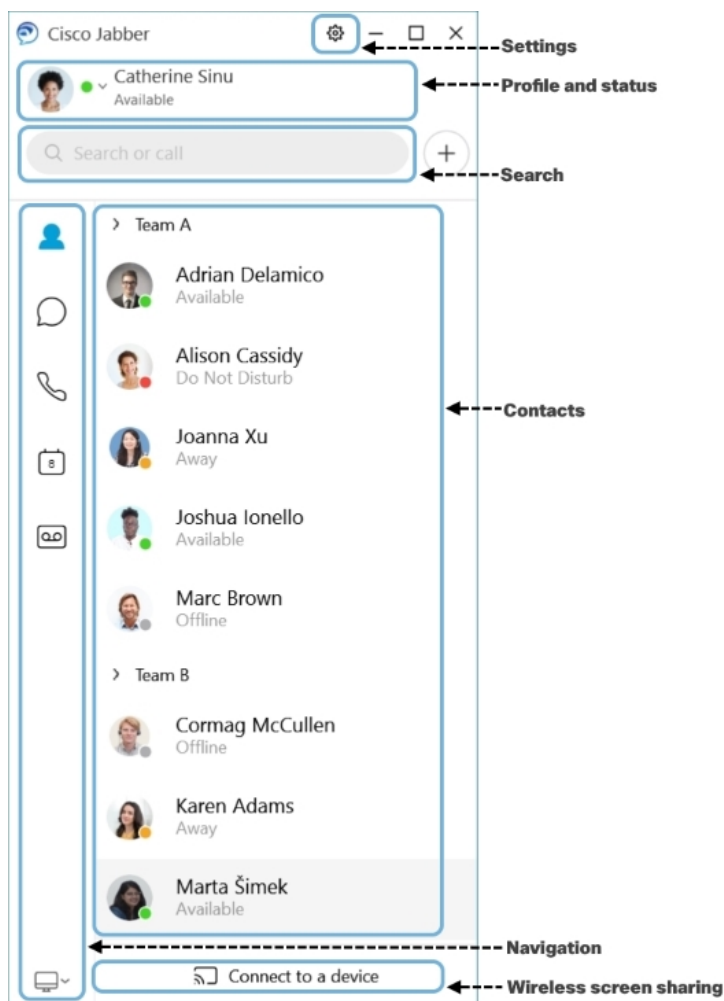 Cisco Jabber
Settings
Catherine Sinu
Available
Profile and status
Search or call
Search
Team A
Adrian Delamico
Available
Alison Cassidy
Do Not Disturb
Contacts
Joanna Xu
Away
8
Joshua Ionello
Available
Marc Brown
Offline
Team B
Cormag McCullen
Offline
Karen Adams
Away
Marta Šimek
Available
Navigation
Connect to a device
Wireless screen sharing